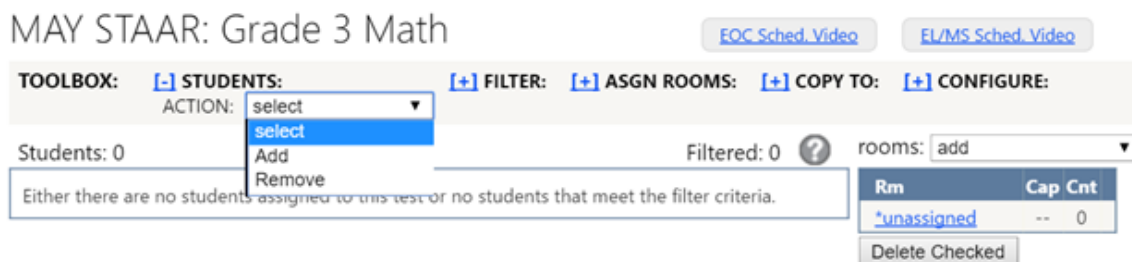 MAY STAAR: Grade 3 Math
EOC Sched. Video
EL/MS Sched. Video
TOOLBOX: [-] STUDENTS: [+] FILTER: [+] ASGN ROOMS: [+] COPY TO: [+] CONFIGURE:
ACTION: select
select
Add
Remove
Students: 0
Filtered: 0 ?
Either there are no students assigned to this test or no students that meet the filter criteria.
rooms: add
Rm Cap Cnt
*unassigned -- 0
Delete Checked